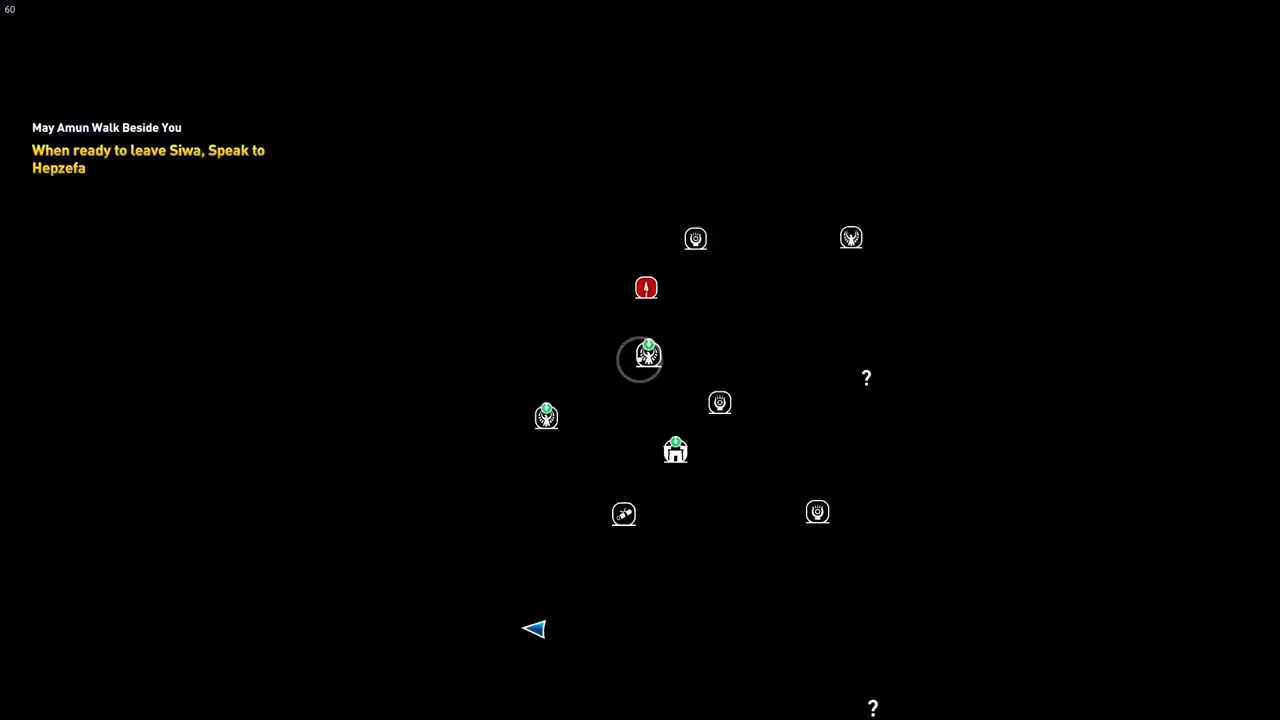 60
May Amun Walk Beside You
When ready to leave Siwa, Speak to
Hepzefa
?
?